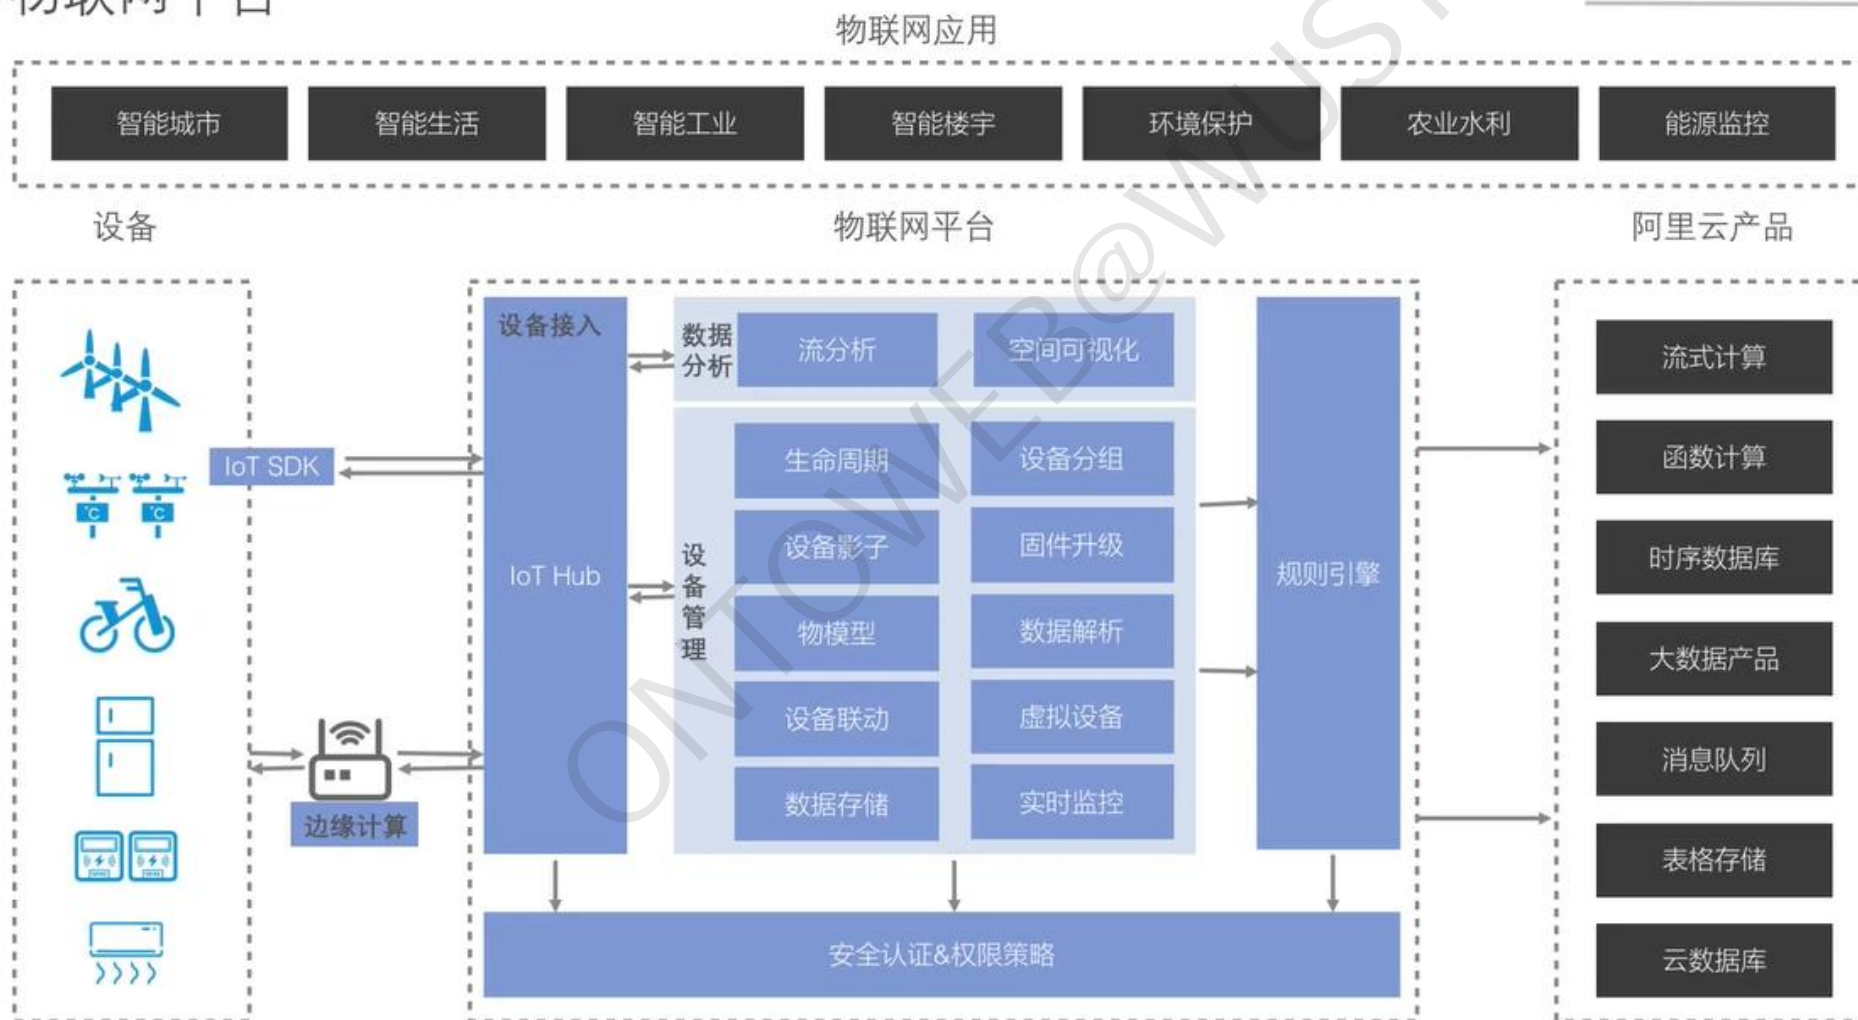 物联网平台
物联网应用
智能城市
智能生活
智能工业
智能楼宇
环境保护
农业水利
能源监控
设备
物联网平台
阿里云产品
IoT SDK
边缘计算
°C
°C
设备接入
IoT Hub
数据
分析
流分析
空间可视化
设
备
管
理
生命周期
设备分组
设备影子
固件升级
物模型
数据解析
设备联动
虚拟设备
数据存储
实时监控
规则引擎
安全认证&权限策略
流式计算
函数计算
时序数据库
大数据产品
消息队列
表格存储
云数据库
ONTOWEB@WUST